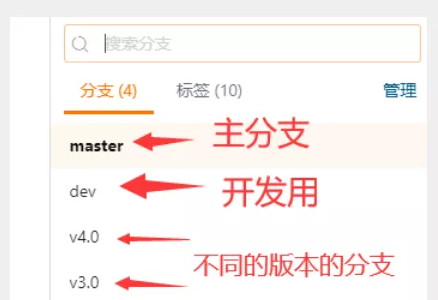 搜索分支
分支 (4) 标签 (10) 管理
master 主分支
dev 开发用
v4.0
不同的版本的分支
v3.0